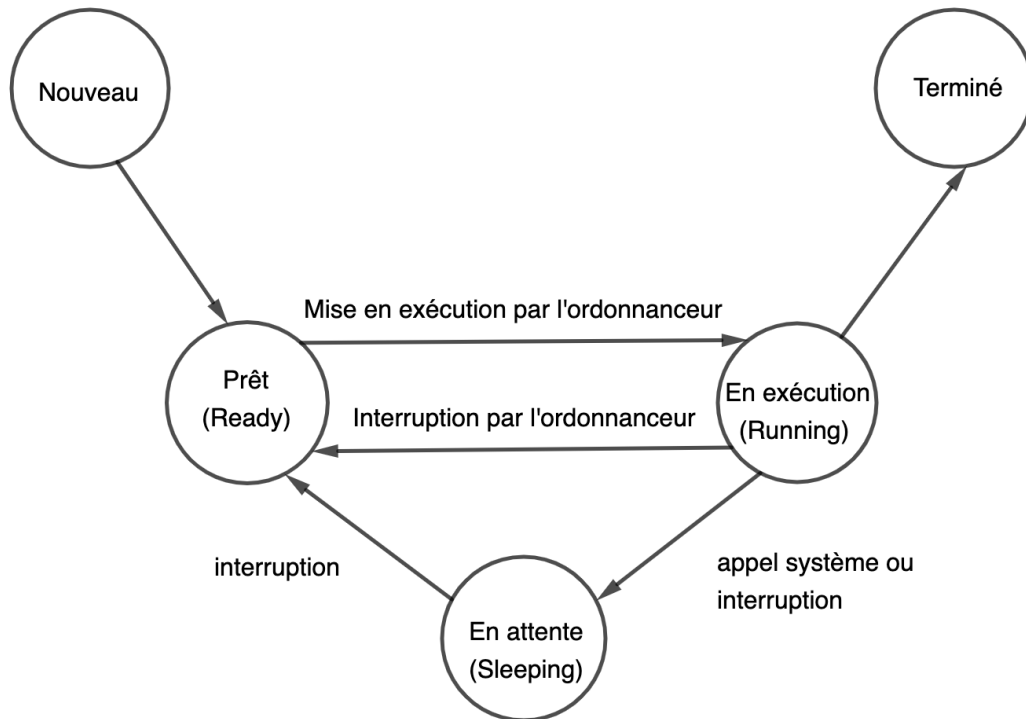 Nouveau
Terminé
Mise en exécution par l'ordonnanceur
Prêt
(Ready)
En exécution
(Running)
Interruption par l'ordonnanceur
interruption
appel système ou
interruption
En attente
(Sleeping)